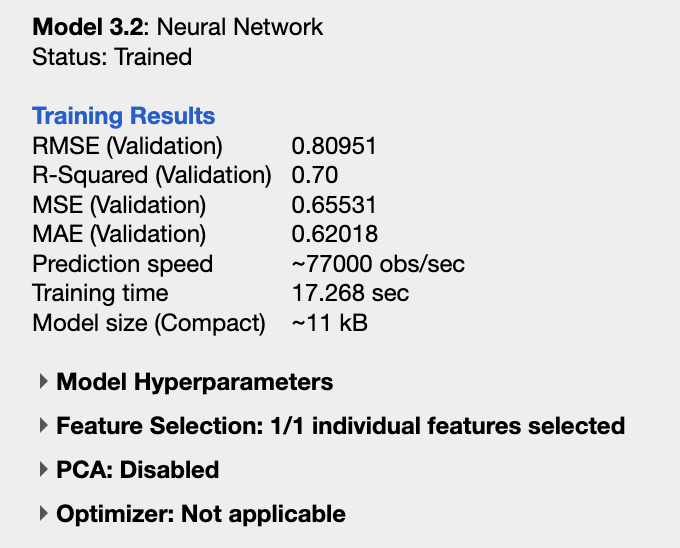 Model 3.2: Neural Network
Status: Trained
Training Results
RMSE (Validation) 0.80951
R-Squared (Validation) 0.70
MSE (Validation) 0.65531
MAE (Validation) 0.62018
Prediction speed ~77000 obs/sec
Training time 17.268 sec
Model size (Compact) ~11 kB
Model Hyperparameters
Feature Selection: 1/1 individual features selected
PCA: Disabled
Optimizer: Not applicable